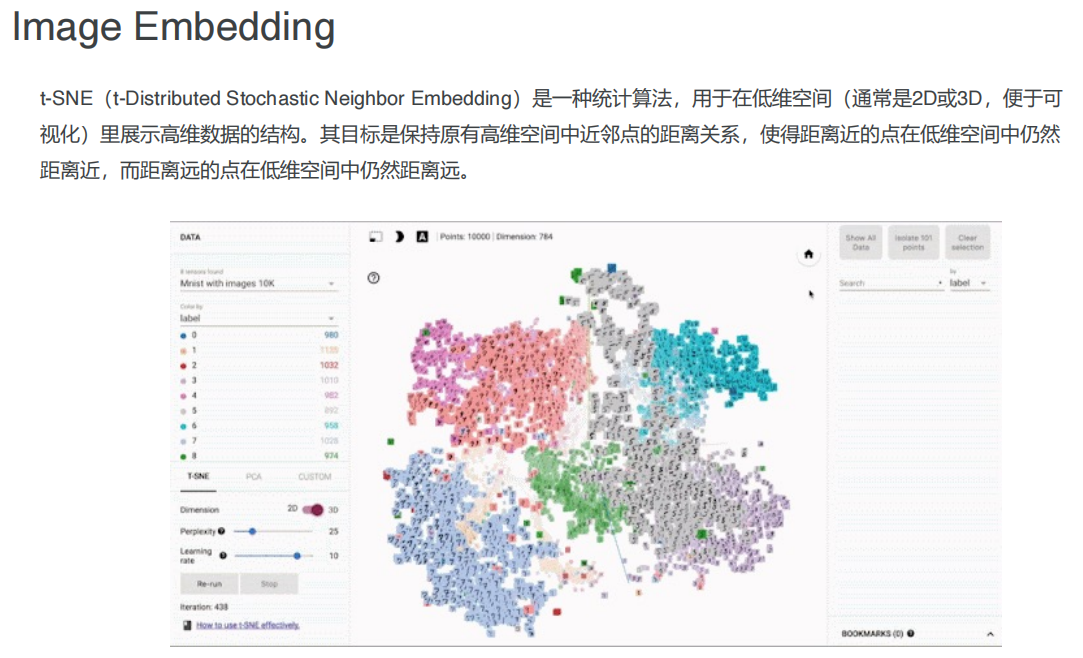 Image Embedding
t-SNE（t-Distributed Stochastic Neighbor Embedding）是一种统计算法，用于在低维空间（通常是2D或3D，便于可
视化）里展示高维数据的结构。其目标是保持原有高维空间中近邻点的距离关系，使得距离近的点在低维空间中仍然
距离近，而距离远的点在低维空间中仍然距离远。
DATA
Points: 10000 | Dimension: 784
Show All Data
Isolate 101 points
Clear selection
8 tensors found
Mnist with images 10K
Search
by
label
Color by
label
0 980
1 1135
2 1032
3 1010
4 982
5 892
6 958
7 1028
8 974
T-SNE PCA CUSTOM
Dimension 2D 3D
Perplexity 25
Learning rate 10
Re-run Stop
Iteration: 438
How to use t-SNE effectively.
BOOKMARKS (0)